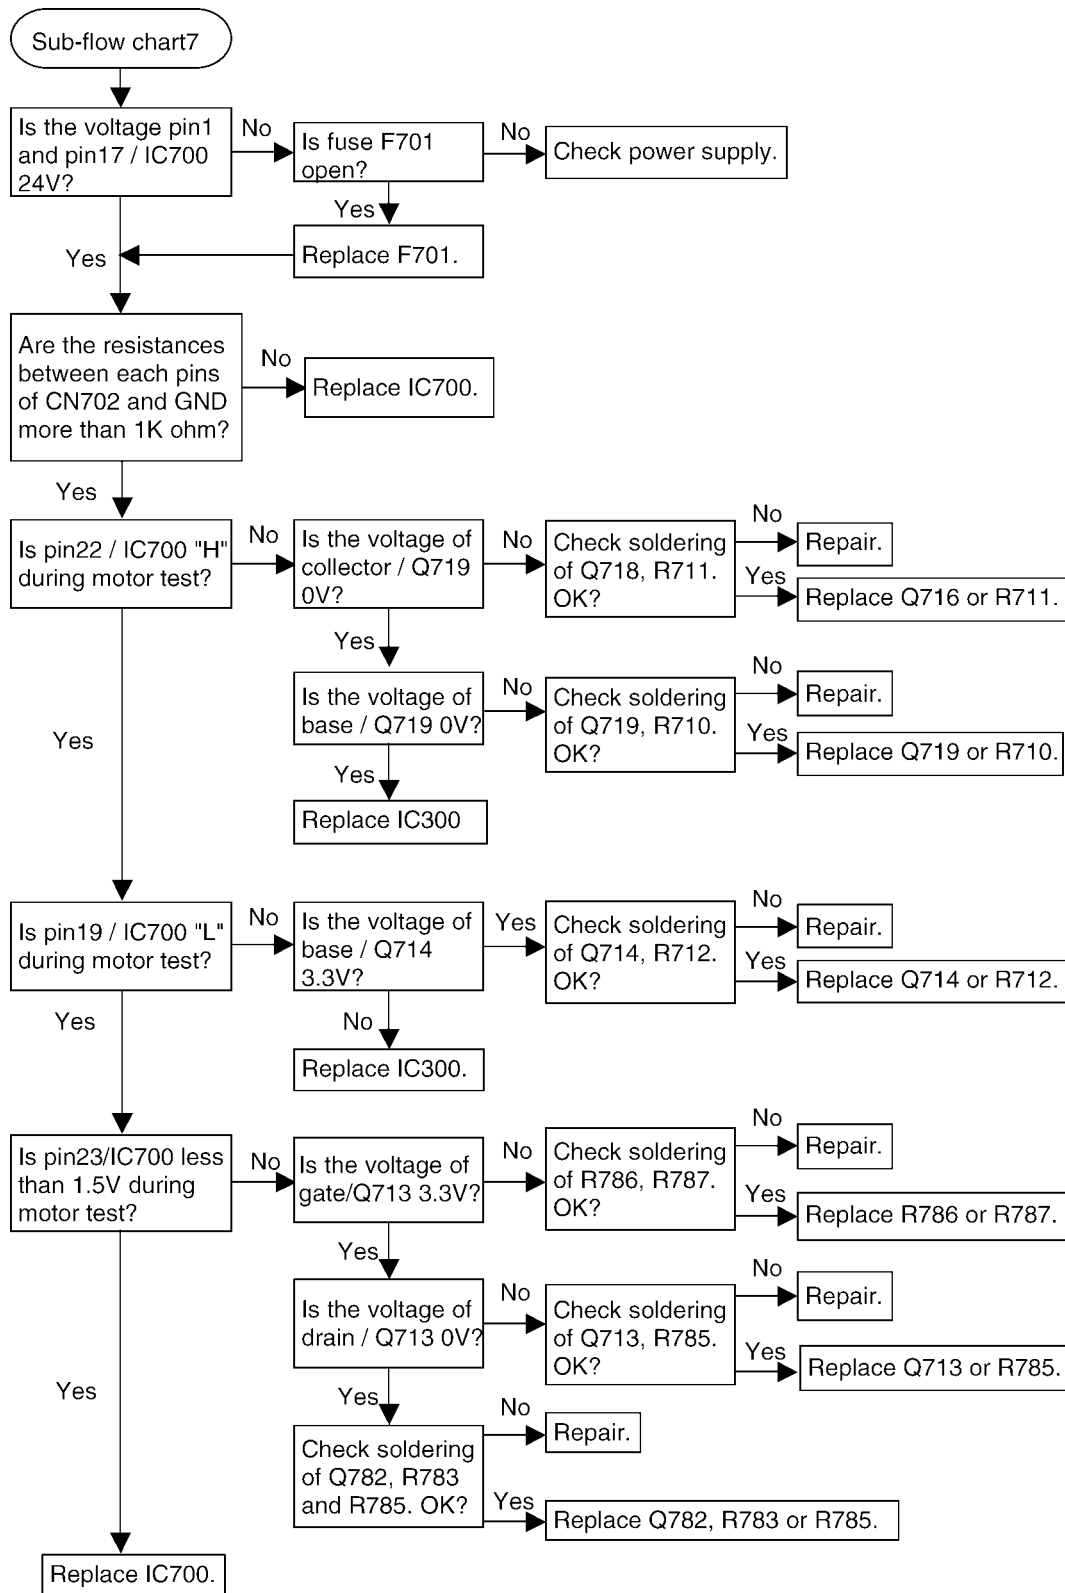 Sub-flow chart7
Is the voltage pin1
and pin17 / IC700
24V?
No
Is fuse F701
open?
No
Check power supply.
Yes
Replace F701.
Yes
Are the resistances
between each pins
of CN702 and GND
more than 1K ohm?
No
Replace IC700.
Yes
Is pin22 / IC700 "H"
during motor test?
No
Is the voltage of
collector / Q719
0V?
No
Check soldering
of Q718, R711.
OK?
No
Repair.
Yes
Replace Q716 or R711.
Yes
Is the voltage of
base / Q719 0V?
No
Check soldering
of Q719, R710.
OK?
No
Repair.
Yes
Replace Q719 or R710.
Yes
Replace IC300
Yes
Is pin19 / IC700 "L"
during motor test?
No
Is the voltage of
base / Q714
3.3V?
Yes
Check soldering
of Q714, R712.
OK?
No
Repair.
Yes
Replace Q714 or R712.
No
Replace IC300.
Yes
Is pin23/IC700 less
than 1.5V during
motor test?
No
Is the voltage of
gate/Q713 3.3V?
No
Check soldering
of R786, R787.
OK?
No
Repair.
Yes
Replace R786 or R787.
Yes
Is the voltage of
drain / Q713 0V?
No
Check soldering
of Q713, R785.
OK?
No
Repair.
Yes
Replace Q713 or R785.
Yes
Check soldering
of Q782, R783
and R785. OK?
No
Repair.
Yes
Replace Q782, R783 or R785.
Yes
Replace IC700.